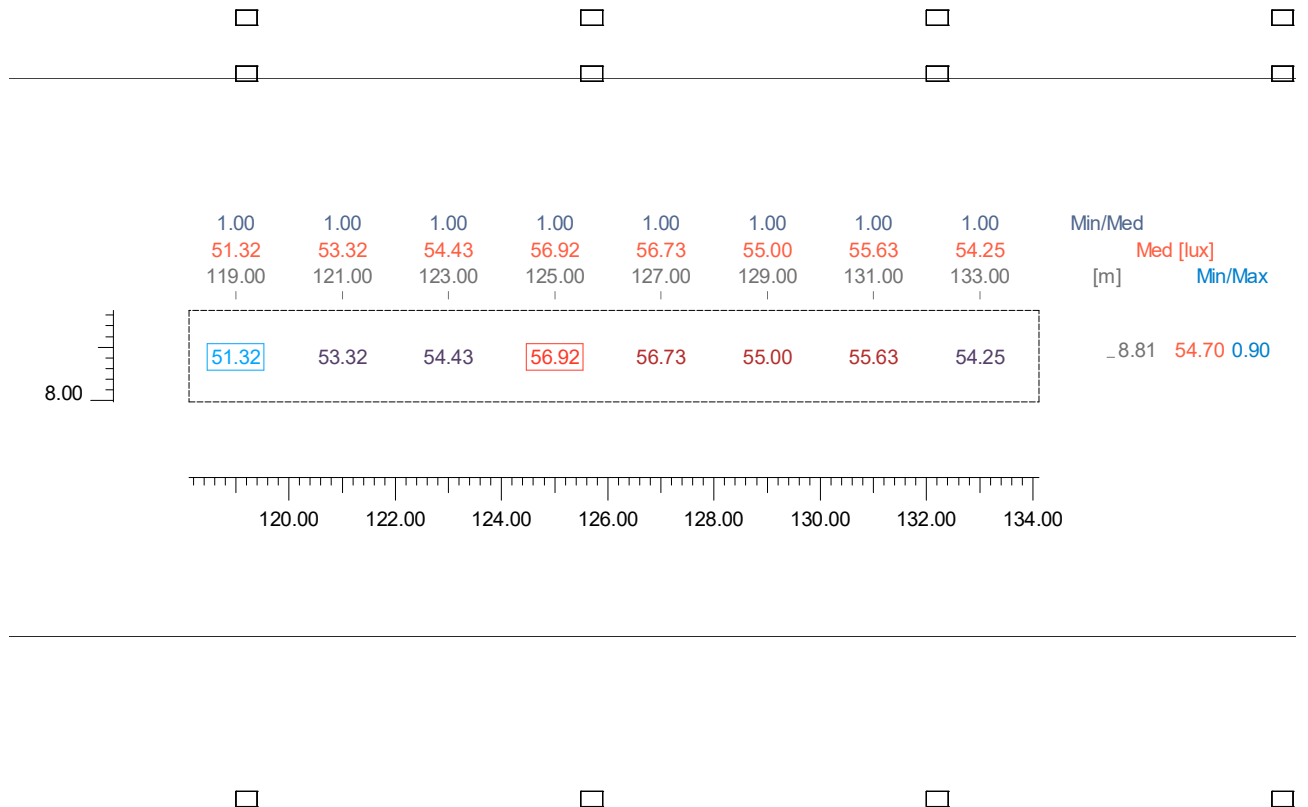 1.00 1.00 1.00 1.00 1.00 1.00 1.00 1.00 Min/Med
51.32 53.32 54.43 56.92 56.73 55.00 55.63 54.25 Med [lux]
119.00 121.00 123.00 125.00 127.00 129.00 131.00 133.00 [m] Min/Max
51.32 53.32 54.43 56.92 56.73 55.00 55.63 54.25 8.81 54.70 0.90
8.00
120.00 122.00 124.00 126.00 128.00 130.00 132.00 134.00